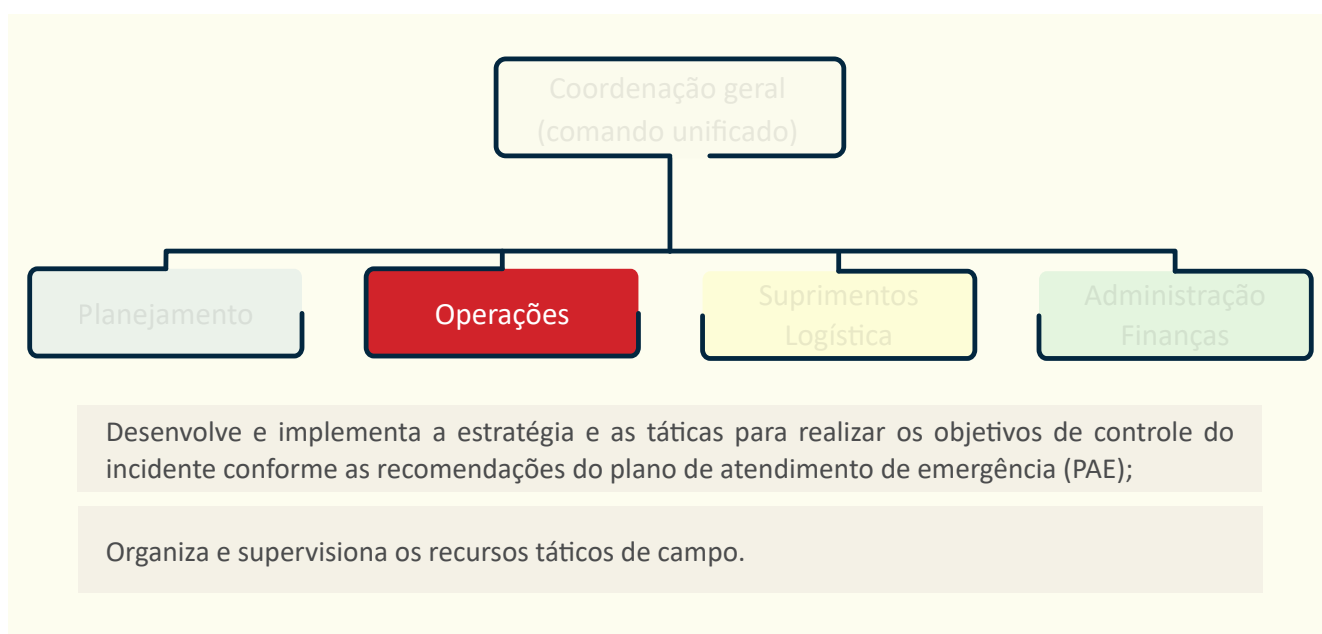 Coordenação geral
(comando unificado)
Planejamento
Operações
Suprimentos
Logística
Administração
Finanças
Desenvolve e implementa a estratégia e as táticas para realizar os objetivos de controle do
incidente conforme as recomendações do plano de atendimento de emergência (PAE);
Organiza e supervisiona os recursos táticos de campo.